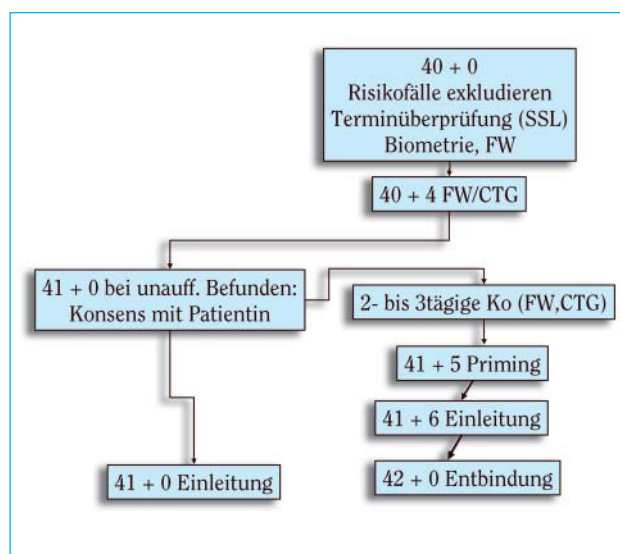 40 + 0
Risikofälle exkludieren
Terminüberprüfung (SSL)
Biometrie, FW
40 + 4 FW/CTG
41 + 0 bei unauff. Befunden:
Konsens mit Patientin
2- bis 3tägige Ko (FW,CTG)
41 + 5 Priming
41 + 6 Einleitung
42 + 0 Entbindung
41 + 0 Einleitung